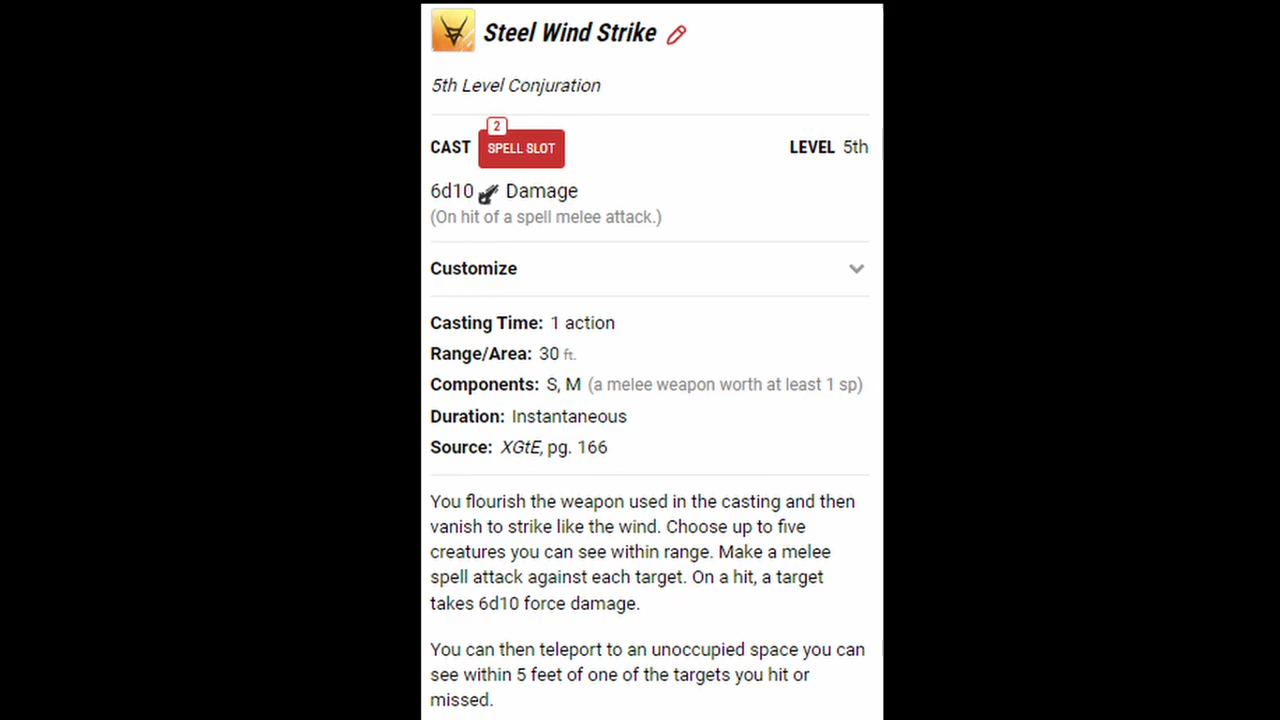 Steel Wind Strike
5th Level Conjuration
2
CAST SPELL SLOT LEVEL 5th
6d10 Damage
(On hit of a spell melee attack.)
Customize
Casting Time: 1 action
Range/Area: 30 ft.
Components: S, M (a melee weapon worth at least 1 sp)
Duration: Instantaneous
Source: XGtE, pg. 166
You flourish the weapon used in the casting and then
vanish to strike like the wind. Choose up to five
creatures you can see within range. Make a melee
spell attack against each target. On a hit, a target
takes 6d10 force damage.
You can then teleport to an unoccupied space you can
see within 5 feet of one of the targets you hit or
missed.